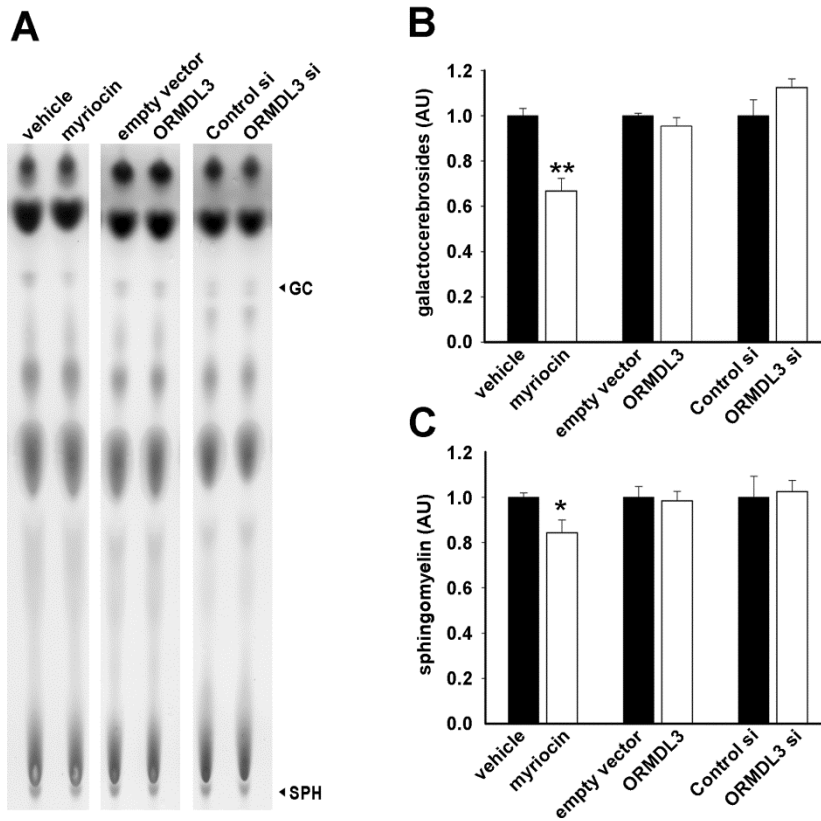 A
vehicle
myriocin
empty vector
ORMDL3
Control si
ORMDL3 si
◄ GC
◄ SPH
B
galactocerebrosides (AU)
1.2
1.0
0.8
0.6
0.4
0.2
0.0
**
vehicle
myriocin
empty vector
ORMDL3
Control si
ORMDL3 si
C
sphingomyelin (AU)
1.2
1.0
0.8
0.6
0.4
0.2
0.0
*
vehicle
myriocin
empty vector
ORMDL3
Control si
ORMDL3 si